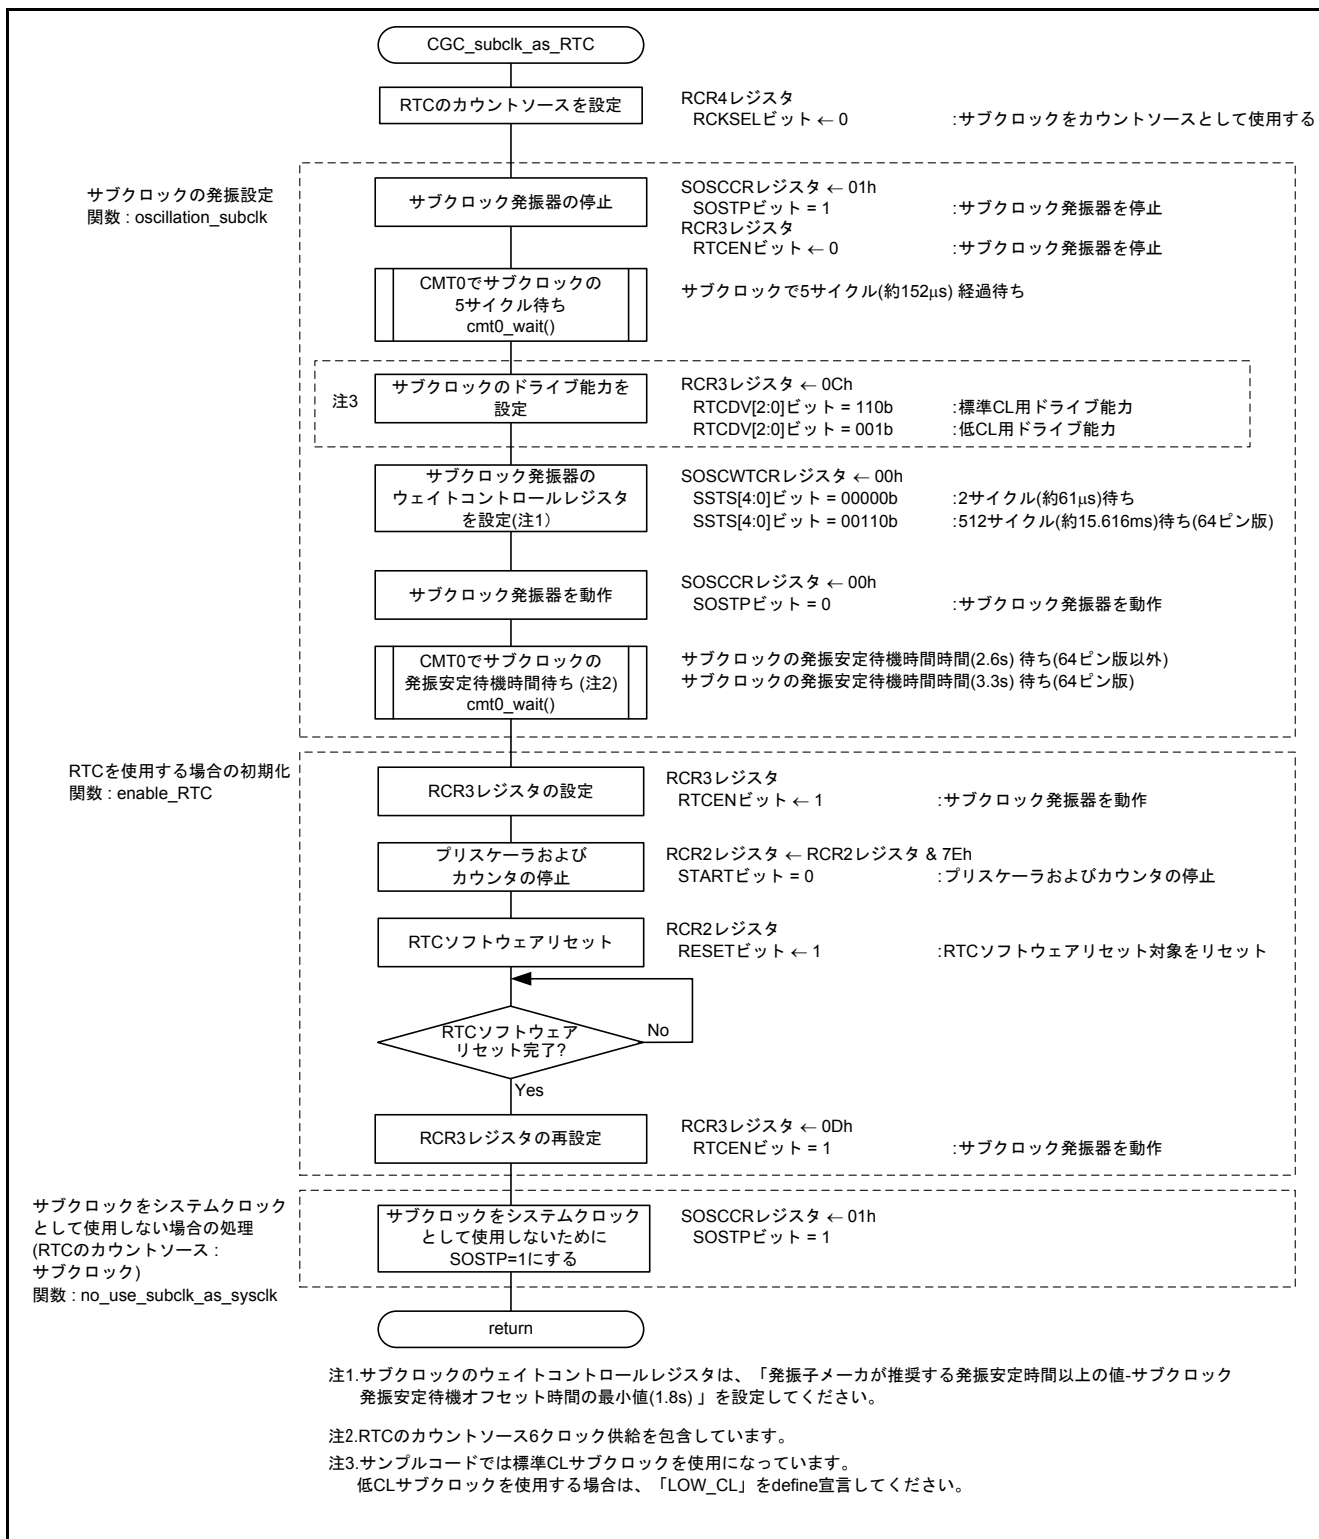 CGC_subclk_as_RTC
RTCのカウントソースを設定
RCR4レジスタ
RCKSELビット ← 0 :サブクロックをカウントソースとして使用する
サブクロックの発振設定
関数 : oscillation_subclk
サブクロック発振器の停止
SOSCCRレジスタ ← 01h
SOSTPビット = 1 :サブクロック発振器を停止
RCR3レジスタ
RTCENビット ← 0 :サブクロック発振器を停止
CMT0でサブクロックの
5サイクル待ち
cmt0_wait()
サブクロックで5サイクル(約152μs) 経過待ち
注3
サブクロックのドライブ能力を
設定
RCR3レジスタ ← 0Ch
RTCDV[2:0]ビット = 110b :標準CL用ドライブ能力
RTCDV[2:0]ビット = 001b :低CL用ドライブ能力
サブクロック発振器の
ウェイトコントロールレジスタ
を設定(注1)
SOSCWTCRレジスタ ← 00h
SSTS[4:0]ビット = 00000b :2サイクル(約61μs)待ち
SSTS[4:0]ビット = 00110b :512サイクル(約15.616ms)待ち(64ピン版)
サブクロック発振器を動作
SOSCCRレジスタ ← 00h
SOSTPビット = 0 :サブクロック発振器を動作
CMT0でサブクロックの
発振安定待機時間待ち (注2)
cmt0_wait()
サブクロックの発振安定待機時間時間(2.6s) 待ち(64ピン版以外)
サブクロックの発振安定待機時間時間(3.3s) 待ち(64ピン版)
RTCを使用する場合の初期化
関数 : enable_RTC
RCR3レジスタの設定
RCR3レジスタ
RTCENビット ← 1 :サブクロック発振器を動作
プリスケーラおよび
カウンタの停止
RCR2レジスタ ← RCR2レジスタ & 7Eh
STARTビット = 0 :プリスケーラおよびカウンタの停止
RTCソフトウェアリセット
RCR2レジスタ
RESETビット ← 1 :RTCソフトウェアリセット対象をリセット
RTCソフトウェア
リセット完了?
No
Yes
RCR3レジスタの再設定
RCR3レジスタ ← 0Dh
RTCENビット = 1 :サブクロック発振器を動作
サブクロックをシステムクロック
として使用しない場合の処理
(RTCのカウントソース :
サブクロック)
関数 : no_use_subclk_as_sysclk
サブクロックをシステムクロック
として使用しないために
SOSTP=1にする
SOSCCRレジスタ ← 01h
SOSTPビット = 1
return
注1.サブクロックのウェイトコントロールレジスタは、「発振子メーカが推奨する発振安定時間以上の値-サブクロック
発振安定待機オフセット時間の最小値(1.8s) 」を設定してください。
注2.RTCのカウントソース6クロック供給を包含しています。
注3.サンプルコードでは標準CLサブクロックを使用になっています。
低CLサブクロックを使用する場合は、「LOW_CL」をdefine宣言してください。